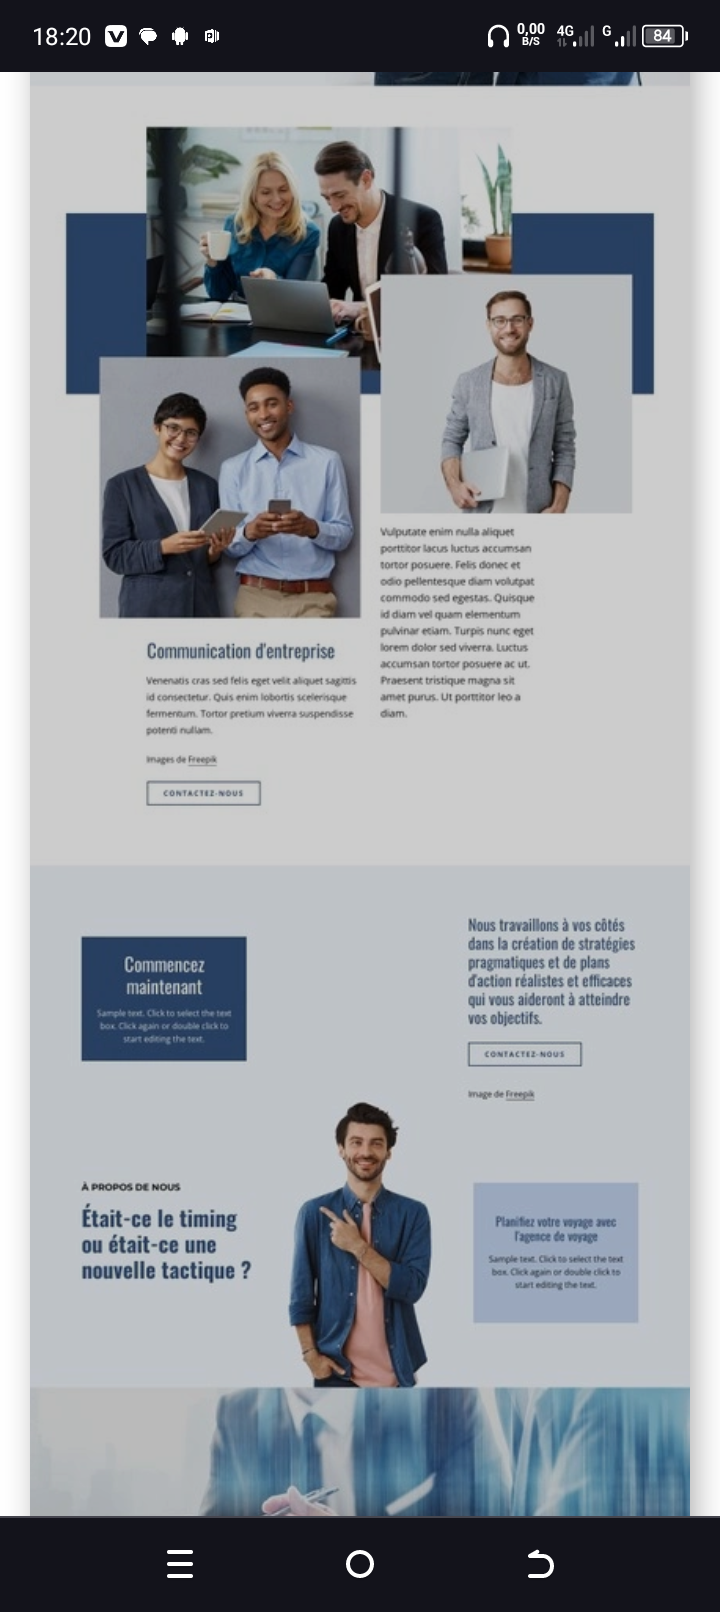 18:20
0,00
B/S
4G
G
84
Vulputate enim nulla aliquet
porttitor lacus luctus accumsan
tortor posuere. Felis donec et
odio pellentesque diam volutpat
commodo sed egestas. Quisque
id diam vel quam elementum
pulvinar etiam. Turpis nunc eget
lorem dolor sed viverra. Luctus
accumsan tortor posuere ac ut.
Praesent tristique magna sit
amet purus. Ut porttitor leo a
diam.
Communication d'entreprise
Venenatis cras sed felis eget velit aliquet sagittis
id consectetur. Quis enim lobortis scelerisque
fermentum. Tortor pretium viverra suspendisse
potenti nullam.
Images de Freepik
CONTACTEZ-NOUS
Commencez
maintenant
Sample text. Click to select the text
box. Click again or double click to
start editing the text.
Nous travaillons à vos côtés
dans la création de stratégies
pragmatiques et de plans
d'action réalistes et efficaces
qui vous aideront à atteindre
vos objectifs.
CONTACTEZ-NOUS
Image de Freepik
À PROPOS DE NOUS
Était-ce le timing
ou était-ce une
nouvelle tactique ?
Planifiez votre voyage avec
l'agence de voyage
Sample text. Click to select the text
box. Click again or double click to
start editing the text.